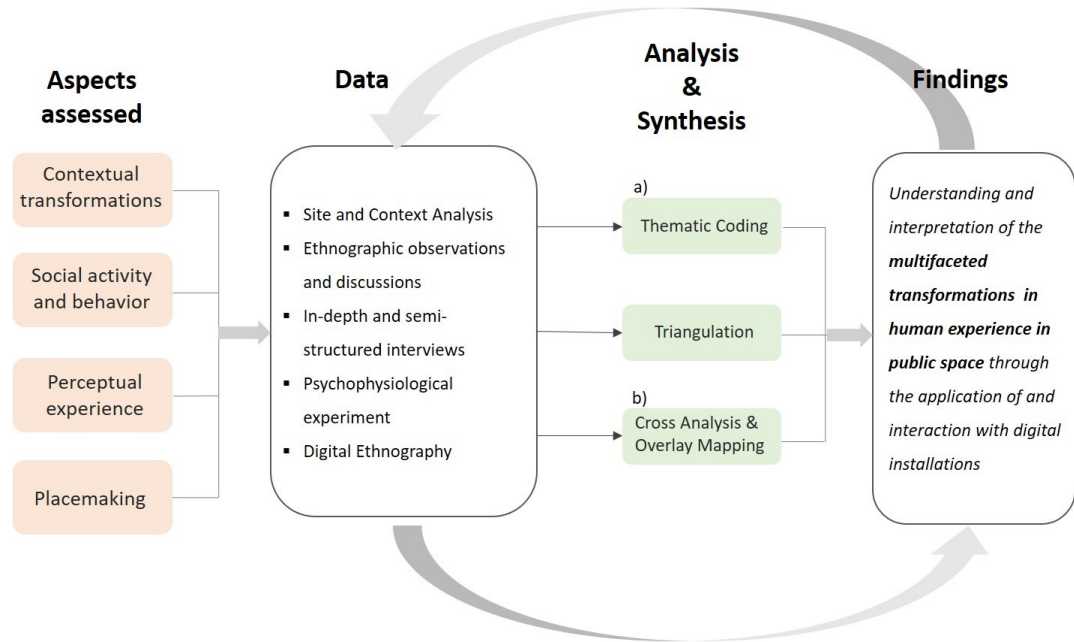 Aspects
assessed
Contextual
transformations
Social activity
and behavior
Perceptual
experience
Placemaking
Data
▪ Site and Context Analysis
▪ Ethnographic observations
and discussions
▪ In-depth and semi-
structured interviews
▪ Psychophysiological
experiment
▪ Digital Ethnography
Analysis
&
Synthesis
a)
Thematic Coding
Triangulation
b)
Cross Analysis &
Overlay Mapping
Findings
Understanding and
interpretation of the
multifaceted
transformations in
human experience in
public space through
the application of and
interaction with digital
installations